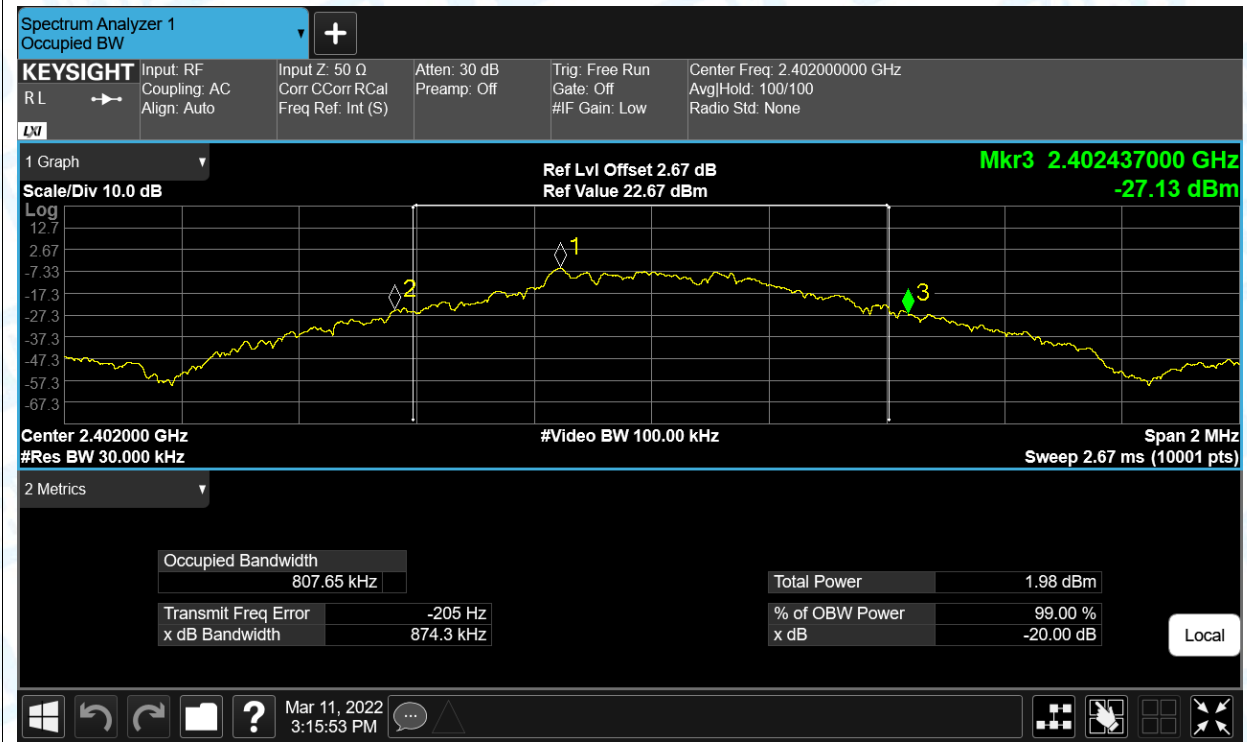 Spectrum Analyzer 1
Occupied BW
▼
+
KEYSIGHT
R L
LXI
Input: RF
Coupling: AC
Align: Auto
Input Z: 50 Ω
Corr CCorr RCal
Freq Ref: Int (S)
Atten: 30 dB
Preamp: Off
Trig: Free Run
Gate: Off
#IF Gain: Low
Center Freq: 2.402000000 GHz
Avg|Hold: 100/100
Radio Std: None
1 Graph ▼
Scale/Div 10.0 dB
Ref Lvl Offset 2.67 dB
Ref Value 22.67 dBm
Mkr3 2.402437000 GHz
-27.13 dBm
Log
12.7
2.67
-7.33
-17.3
-27.3
-37.3
-47.3
-57.3
-67.3
1
2
3
Center 2.402000 GHz
#Res BW 30.000 kHz
#Video BW 100.00 kHz
Span 2 MHz
Sweep 2.67 ms (10001 pts)
2 Metrics ▼
Occupied Bandwidth
807.65 kHz
Transmit Freq Error -205 Hz
x dB Bandwidth 874.3 kHz
Total Power 1.98 dBm
% of OBW Power 99.00 %
x dB -20.00 dB
Local
?
Mar 11, 2022
3:15:53 PM